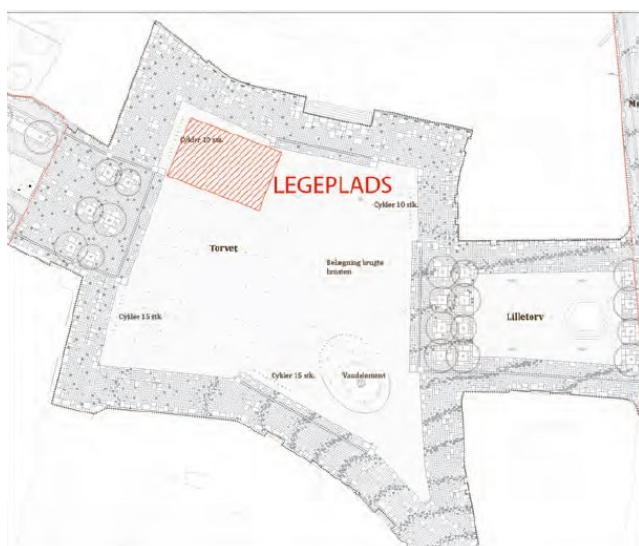 Cykler 10 stk.
LEGEPLADS
Cykler 10 stk.
Torvet
Belægning brugte
brosten
Lilletorv
Cykler 15 stk.
Cykler 15 stk.
Vandelement